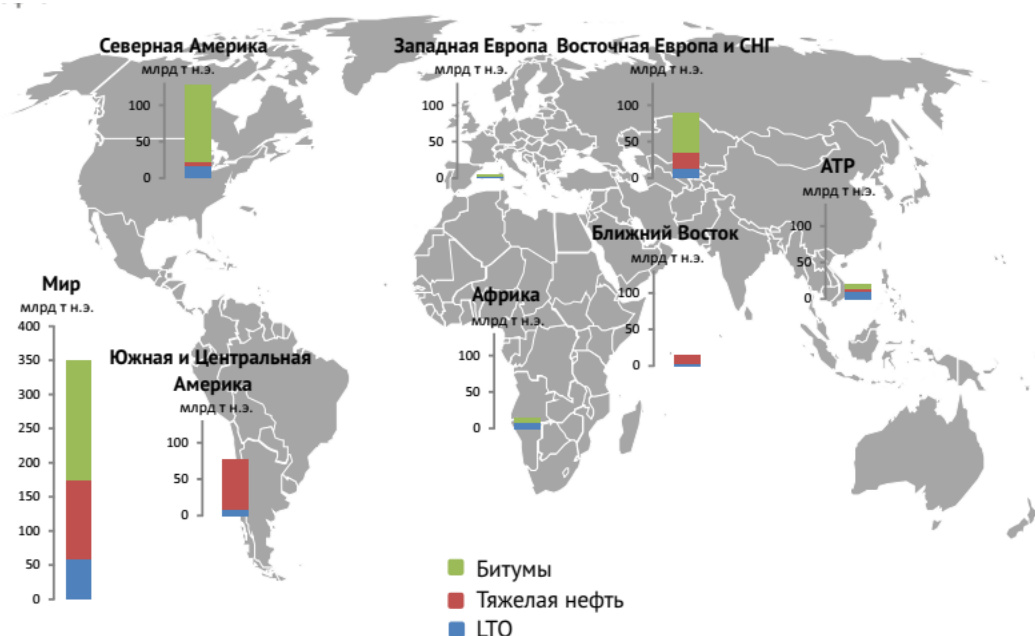 Северная Америка
млрд т н.э.
100
50
0
Западная Европа
млрд т н.э.
100
50
0
Восточная Европа и СНГ
млрд т н.э.
100
50
0
АТР
млрд т н.э.
100
50
0
Ближний Восток
млрд т н.э.
100
50
0
Африка
млрд т н.э.
100
50
0
Мир
млрд т н.э.
400
350
300
250
200
150
100
50
0
Южная и Центральная
Америка
млрд т н.э.
100
50
0
Битумы
Тяжелая нефть
LTO